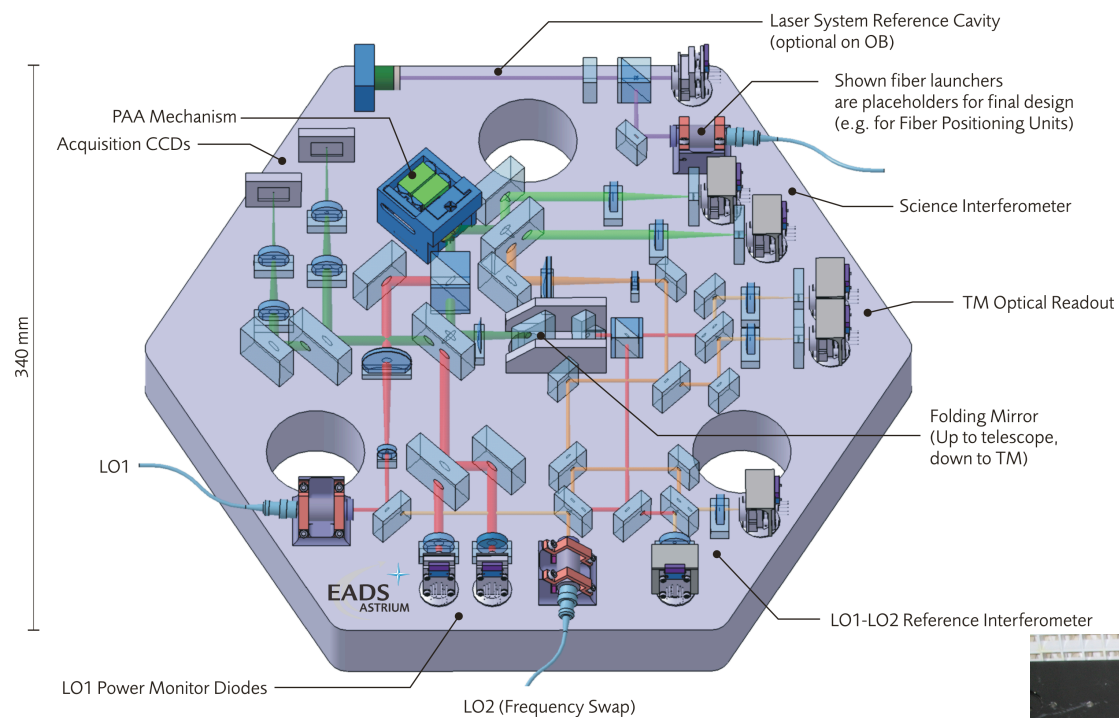 Laser System Reference Cavity
(optional on OB)
Shown fiber launchers
are placeholders for final design
(e.g. for Fiber Positioning Units)
PAA Mechanism
Acquisition CCDs
Science Interferometer
TM Optical Readout
340 mm
Folding Mirror
(Up to telescope,
down to TM)
LO1
EADS
ASTRIUM
LO1-LO2 Reference Interferometer
LO1 Power Monitor Diodes
LO2 (Frequency Swap)